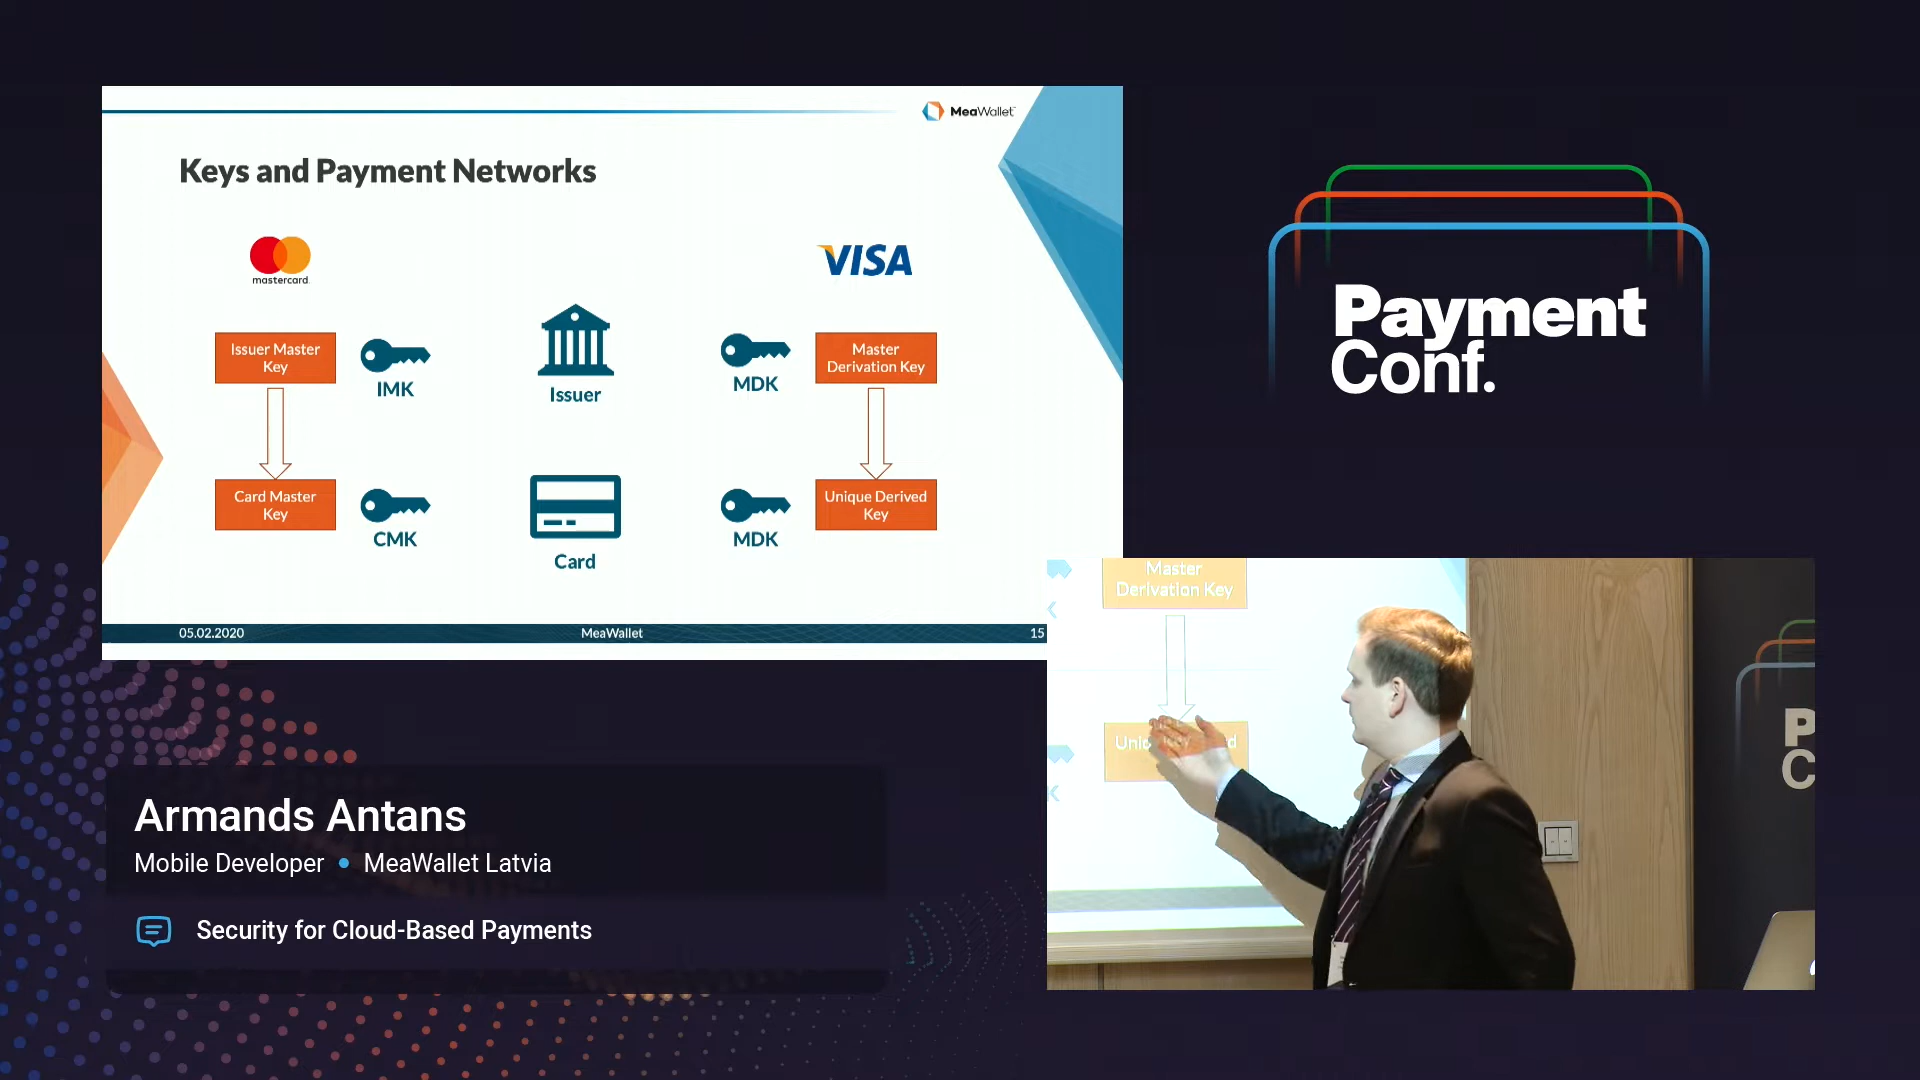 MeaWallet
Keys and Payment Networks
mastercard.
VISA
Issuer Master
Key
IMK
Issuer
MDK
Master
Derivation Key
Card Master
Key
CMK
Card
MDK
Unique Derived
Key
05.02.2020
MeaWallet
15
Payment
Conf.
Master
Derivation Key
P
C
Armands Antans
Mobile Developer • MeaWallet Latvia
Security for Cloud-Based Payments